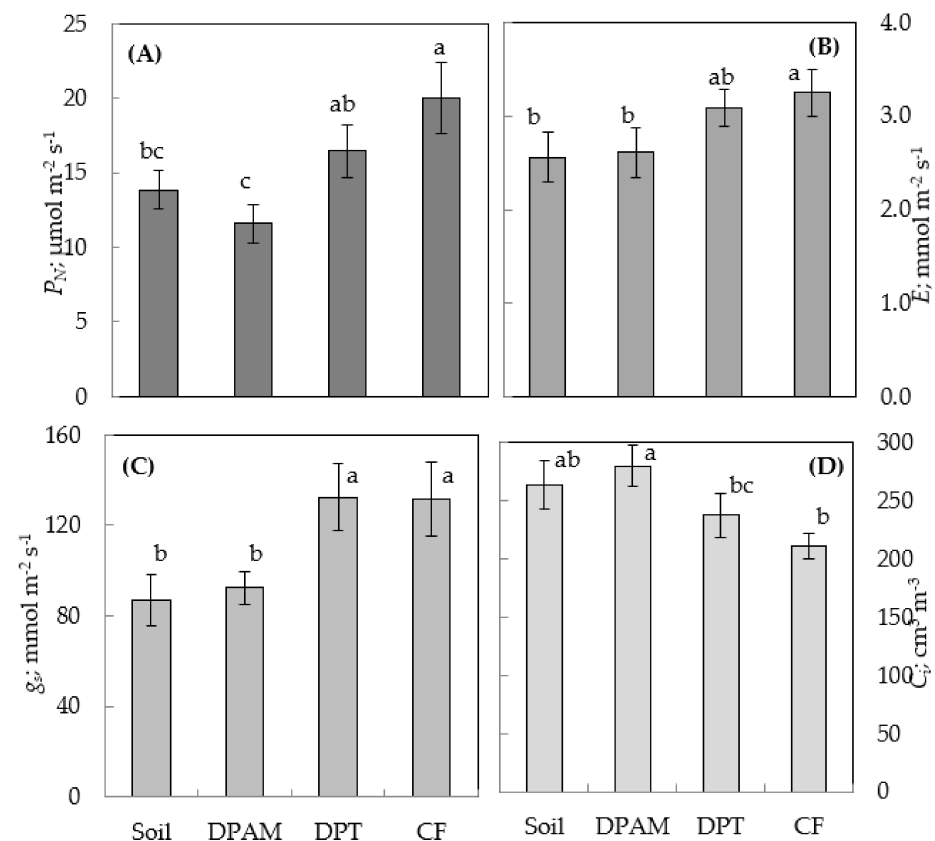 25
20
15
10
5
0
P_N; µmol m⁻² s⁻¹
(A)
bc
c
ab
a
(B)
b
b
ab
a
4.0
3.0
2.0
1.0
0.0
E; mmol m⁻² s⁻¹
160
120
80
40
0
g_s; mmol m⁻² s⁻¹
(C)
b
b
a
a
Soil DPAM DPT CF
(D)
ab
a
bc
b
300
250
200
150
100
50
0
C_i; cm³ m⁻³
Soil DPAM DPT CF